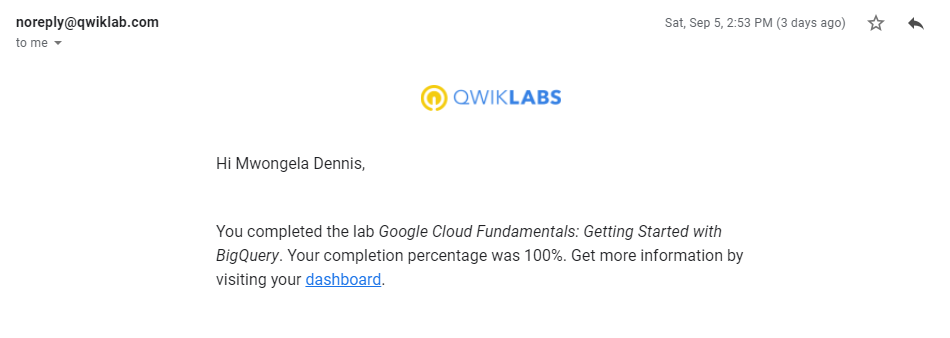 noreply@qwiklab.com
Sat, Sep 5, 2:53 PM (3 days ago)
to me
QWIKLABS
Hi Mwongela Dennis,
You completed the lab Google Cloud Fundamentals: Getting Started with
BigQuery. Your completion percentage was 100%. Get more information by
visiting your dashboard.